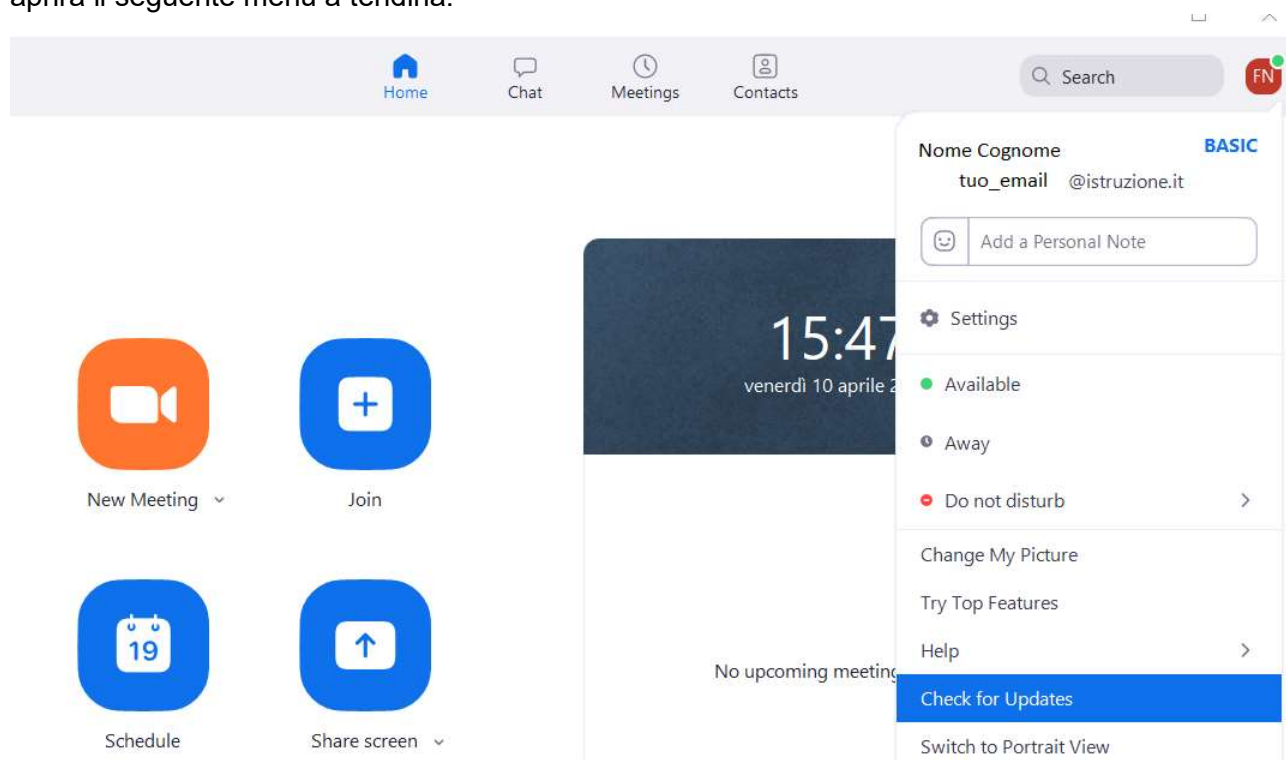 aprirà il seguente menù a tendina:
Home
Chat
Meetings
Contacts
Search
FN
Nome Cognome
BASIC
tuo_email @istruzione.it
Add a Personal Note
Settings
15:47
venerdì 10 aprile 2
Available
Away
New Meeting
Join
Do not disturb
Change My Picture
Try Top Features
19
Help
No upcoming meeting
Check for Updates
Schedule
Share screen
Switch to Portrait View